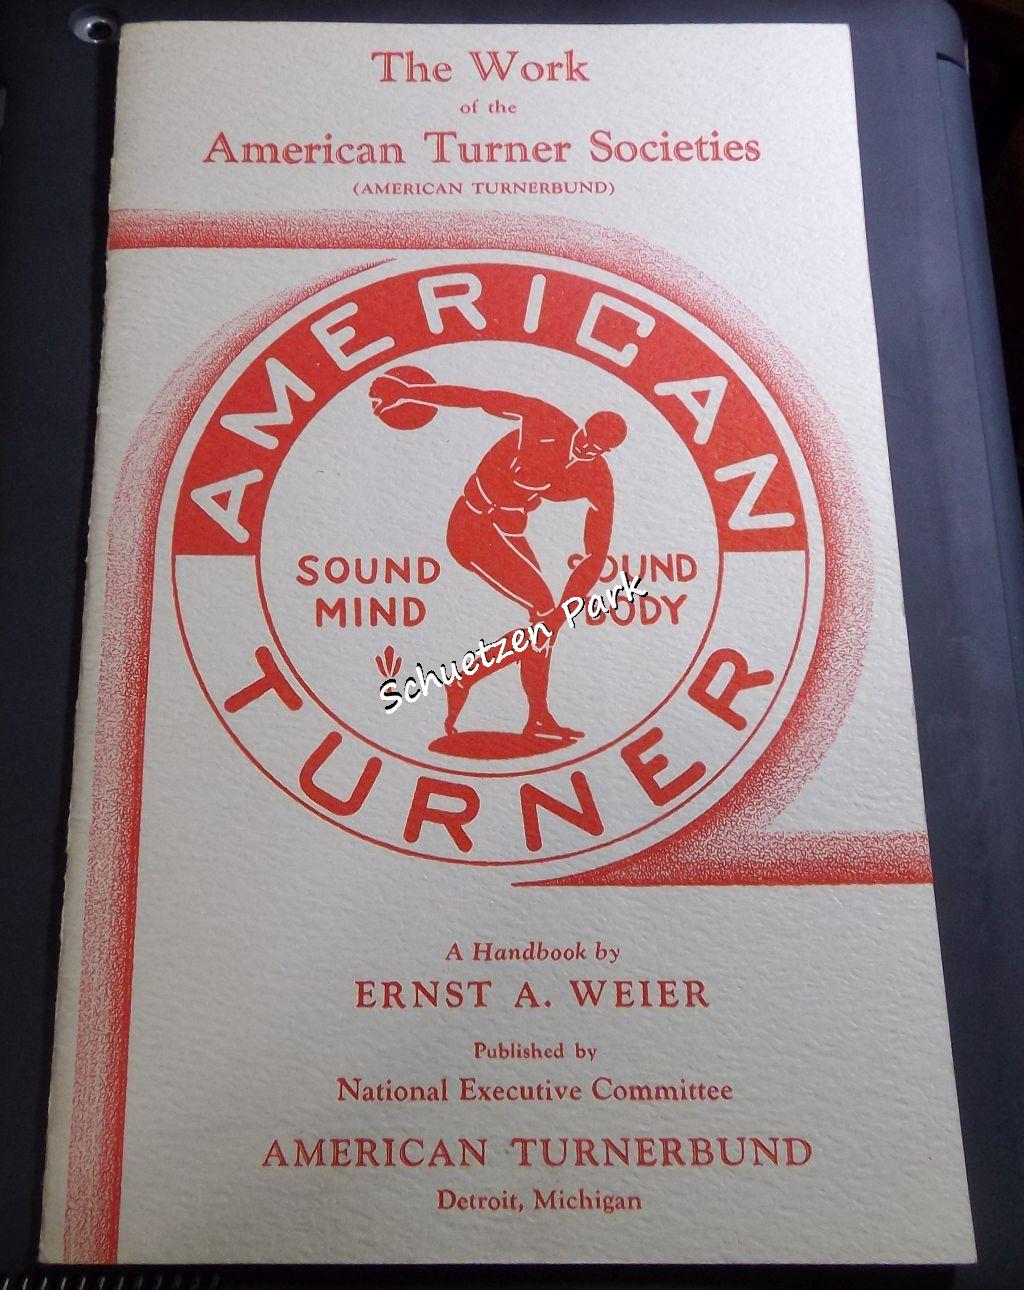 The Work
of the
American Turner Societies
(AMERICAN TURNERBUND)
AMERICAN
SOUND MIND
SOUND BODY
TURNER
Schuetzen Park
A Handbook by
ERNST A. WEIER
Published by
National Executive Committee
AMERICAN TURNERBUND
Detroit, Michigan